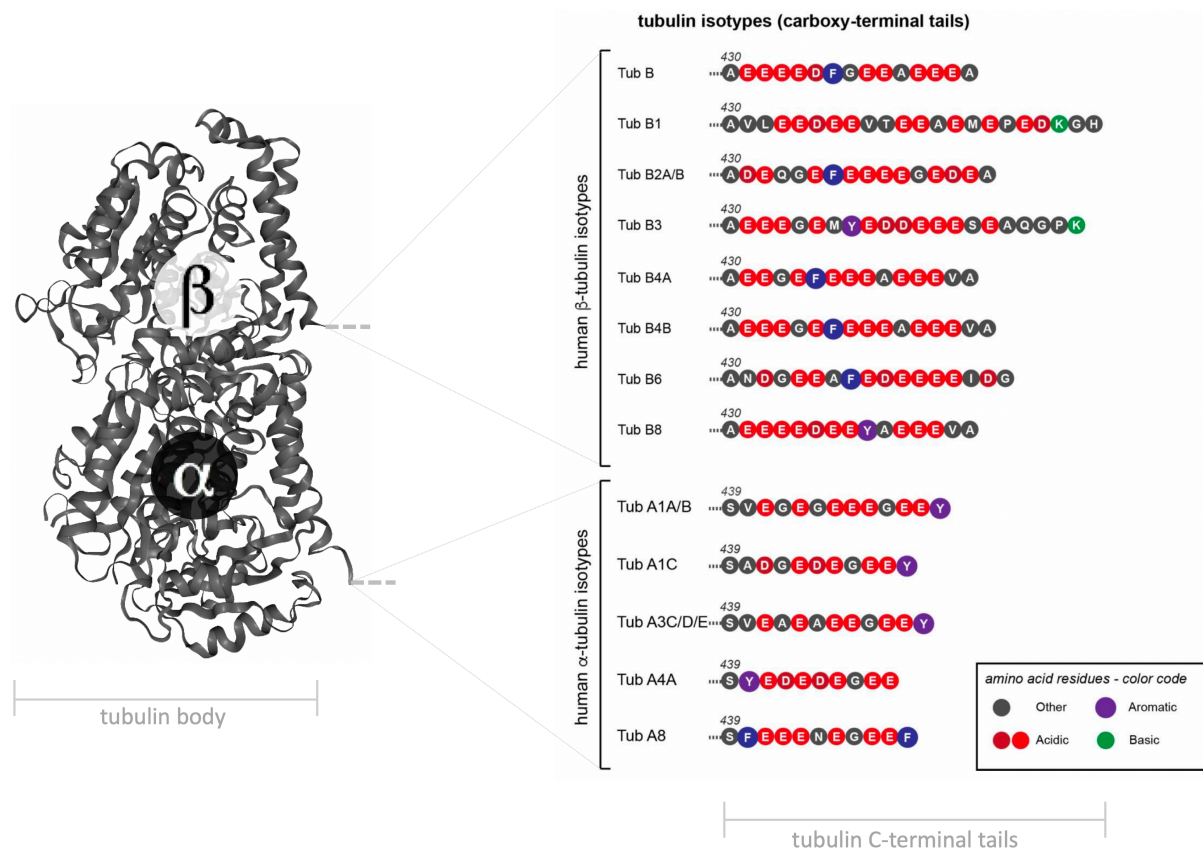 tubulin isotypes (carboxy-terminal tails)
human β-tubulin isotypes
430
Tub B AEEEEDFGEEAEEEA
430
Tub B1 AVLEEDEEVTEEAEMEPEDKGH
430
Tub B2A/B ADEQGEFEEEEGEDEA
430
Tub B3 AEEEGEMYEDDEEESEAQGPK
430
Tub B4A AEEGEFEEEAEEEVA
430
Tub B4B AEEEGEFEEEAEEEVA
430
Tub B6 ANDGEEAFEDEEEEIDG
430
Tub B8 AEEEEDEEYAEEEVA
human α-tubulin isotypes
439
Tub A1A/B SVEGEGEEEGEEY
439
Tub A1C SADGEDEGEEY
439
Tub A3C/D/E SVEAEAEEGEEY
439
Tub A4A SYEDEDEGEE
439
Tub A8 SFEEENEGEEF
β
α
tubulin body
amino acid residues - color code
Other Aromatic
Acidic Basic
tubulin C-terminal tails